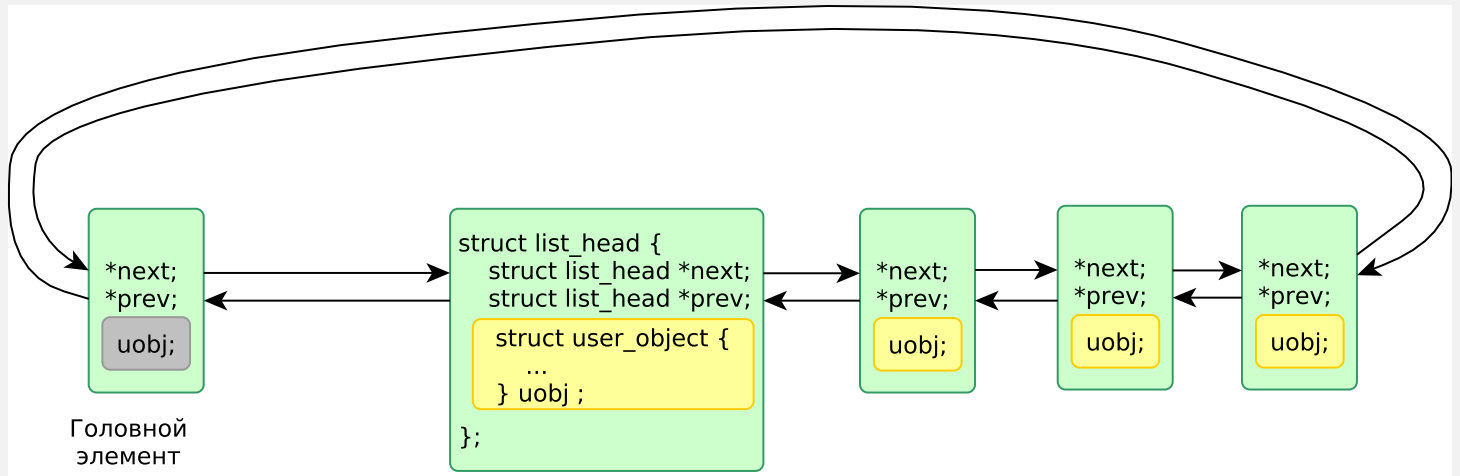 *next;
*prev;
uobj;
Головной
элемент
struct list_head {
struct list_head *next;
struct list_head *prev;
struct user_object {
...
} uobj ;
};
*next;
*prev;
uobj;
*next;
*prev;
uobj;
*next;
*prev;
uobj;